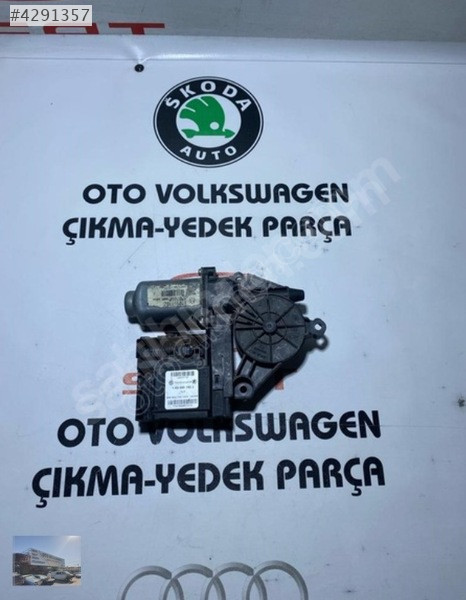 #4291357
ŠKODA
AUTO
OTO VOLKSWAGEN
ÇIKMA-YEDEK PARÇA
OTO VOLKSWAGEN
ÇIKMA-YEDEK PARÇA